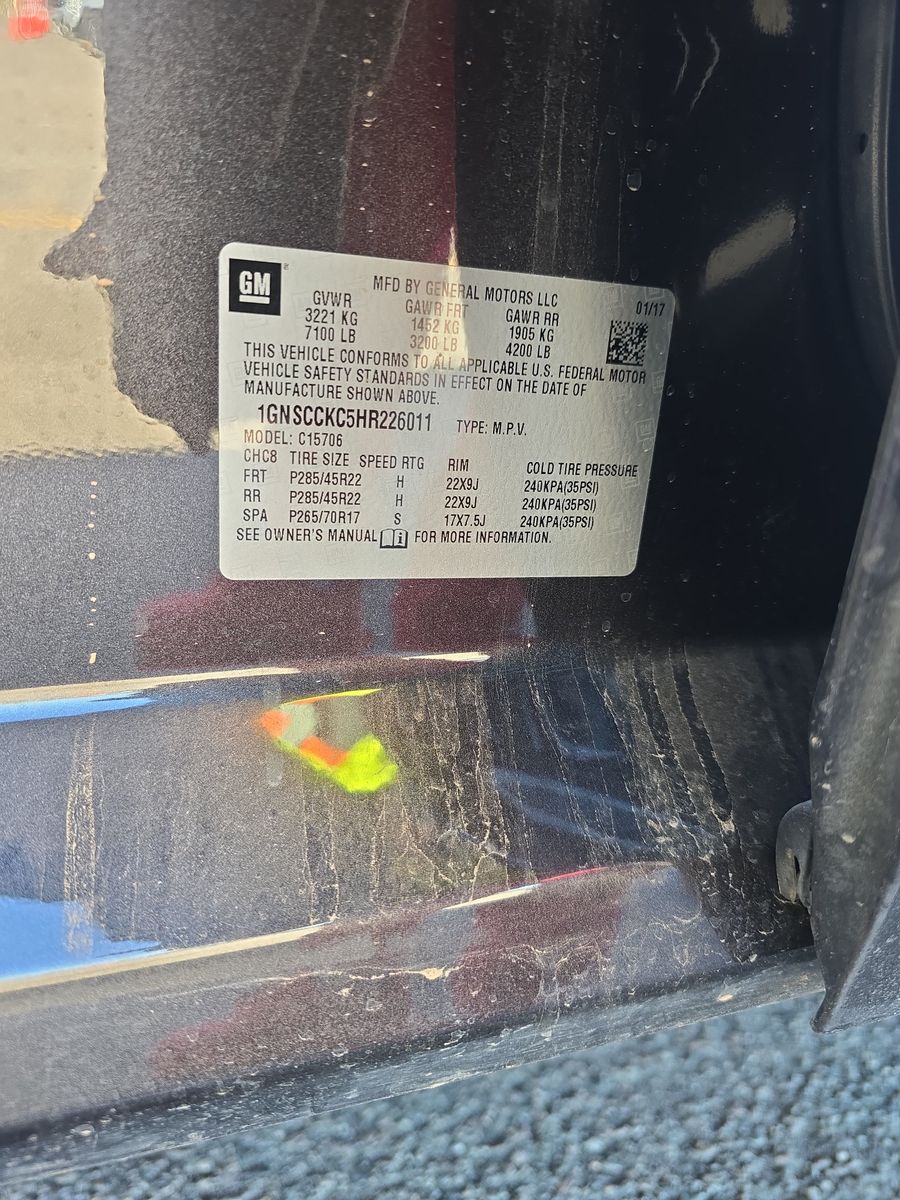 GM
MFD BY GENERAL MOTORS LLC
GVWR GAWR FRT GAWR RR 01/17
3221 KG 1452 KG 1905 KG
7100 LB 3200 LB 4200 LB
THIS VEHICLE CONFORMS TO ALL APPLICABLE U.S. FEDERAL MOTOR
VEHICLE SAFETY STANDARDS IN EFFECT ON THE DATE OF
MANUFACTURE SHOWN ABOVE.
1GNSCCKC5HR226011 TYPE: M.P.V.
MODEL: C15706
CHC8 TIRE SIZE SPEED RTG RIM COLD TIRE PRESSURE
FRT P285/45R22 H 22X9J 240KPA(35PSI)
RR P285/45R22 H 22X9J 240KPA(35PSI)
SPA P265/70R17 S 17X7.5J 240KPA(35PSI)
SEE OWNER'S MANUAL FOR MORE INFORMATION.